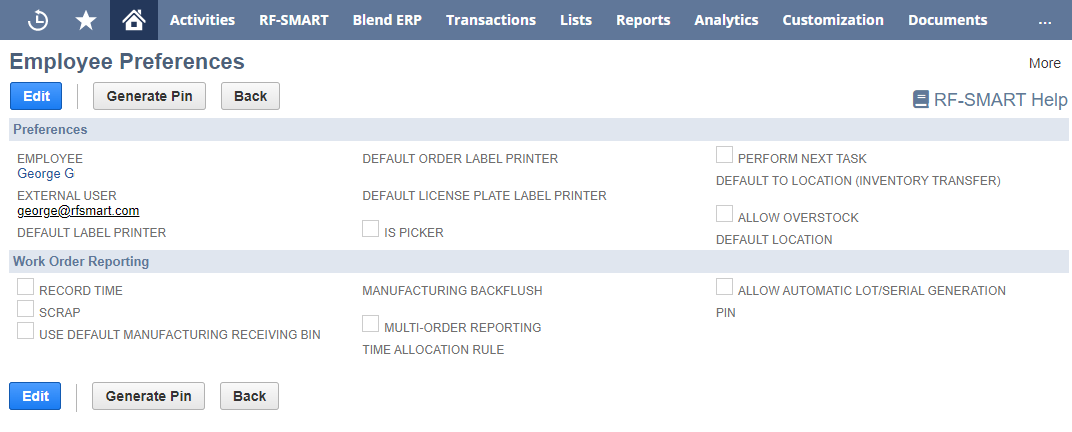 Activities RF-SMART Blend ERP Transactions Lists Reports Analytics Customization Documents ...
Employee Preferences
More
Edit Generate Pin Back
RF-SMART Help
Preferences
EMPLOYEE
George G
EXTERNAL USER
george@rfsmart.com
DEFAULT LABEL PRINTER
DEFAULT ORDER LABEL PRINTER
DEFAULT LICENSE PLATE LABEL PRINTER
IS PICKER
PERFORM NEXT TASK
DEFAULT TO LOCATION (INVENTORY TRANSFER)
ALLOW OVERSTOCK
DEFAULT LOCATION
Work Order Reporting
RECORD TIME
SCRAP
USE DEFAULT MANUFACTURING RECEIVING BIN
MANUFACTURING BACKFLUSH
MULTI-ORDER REPORTING
TIME ALLOCATION RULE
ALLOW AUTOMATIC LOT/SERIAL GENERATION
PIN
Edit Generate Pin Back